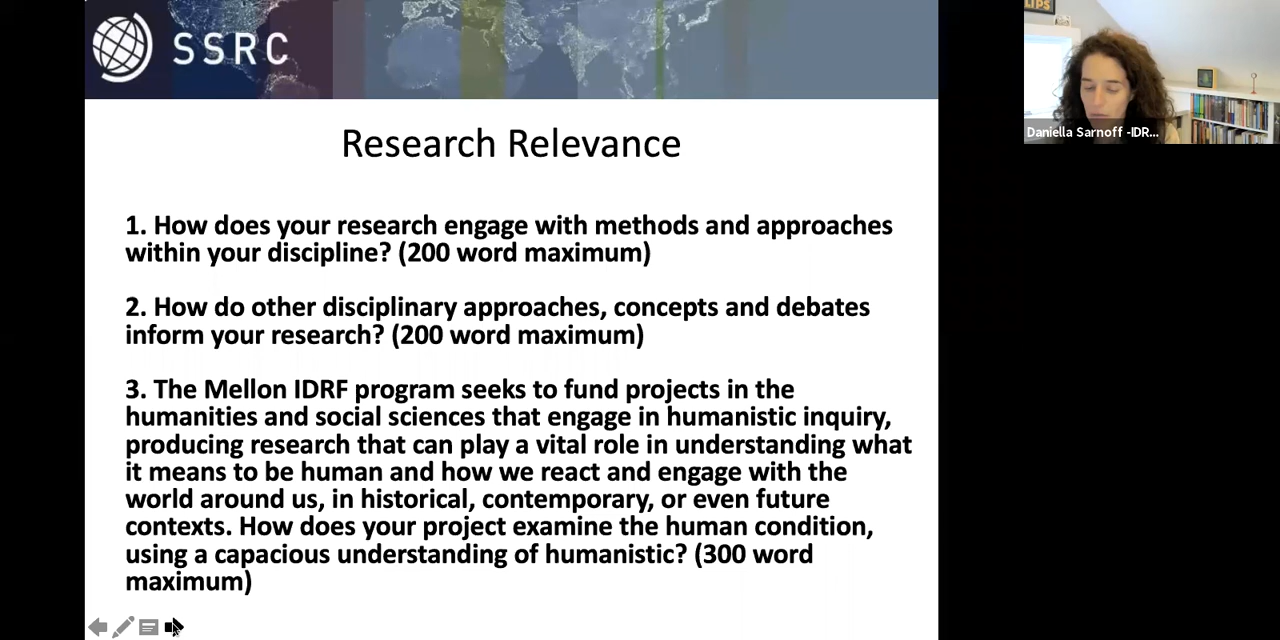 SSRC
LIPS
Daniella Sarnoff -IDR...
Research Relevance
1. How does your research engage with methods and approaches
within your discipline? (200 word maximum)
2. How do other disciplinary approaches, concepts and debates
inform your research? (200 word maximum)
3. The Mellon IDRF program seeks to fund projects in the
humanities and social sciences that engage in humanistic inquiry,
producing research that can play a vital role in understanding what
it means to be human and how we react and engage with the
world around us, in historical, contemporary, or even future
contexts. How does your project examine the human condition,
using a capacious understanding of humanistic? (300 word
maximum)